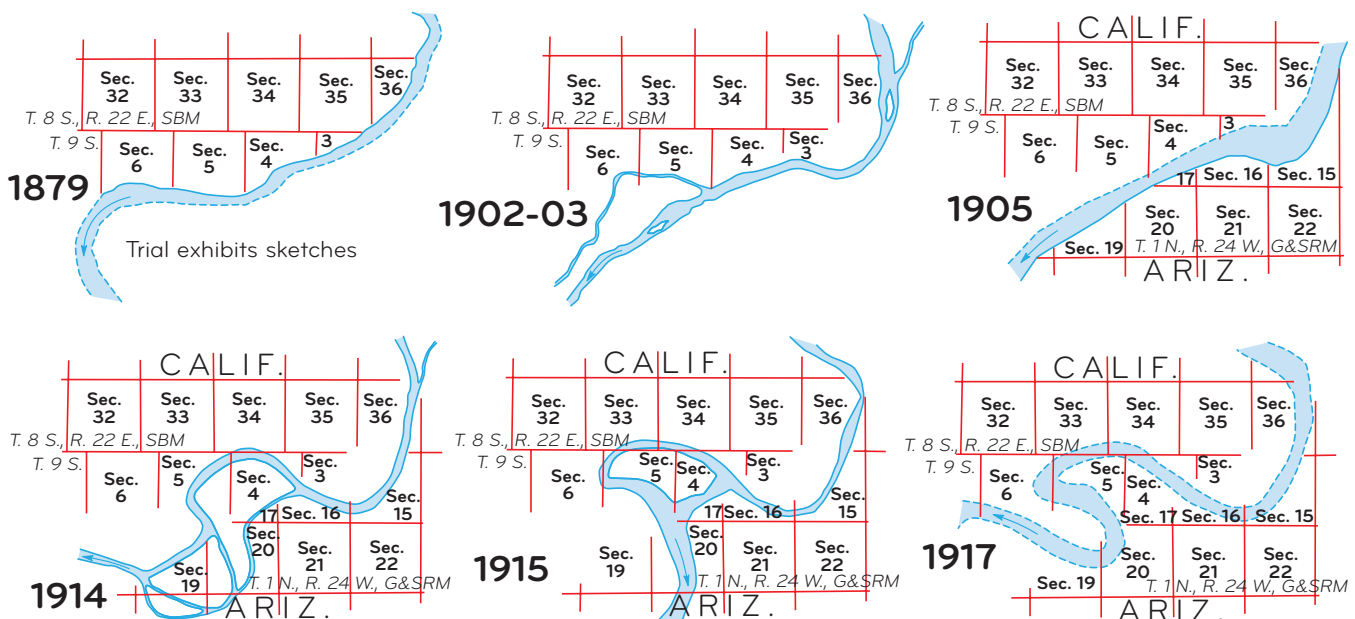 Sec.
32
Sec.
33
Sec.
34
Sec.
35
Sec.
36
T. 8 S., R. 22 E., SBM
T. 9 S.
Sec.
6
Sec.
5
Sec.
4
3
1879
Trial exhibits sketches
Sec.
32
Sec.
33
Sec.
34
Sec.
35
Sec.
36
T. 8 S., R. 22 E., SBM
T. 9 S.
Sec.
6
Sec.
5
Sec.
4
Sec.
3
1902-03
CALIF.
Sec.
32
Sec.
33
Sec.
34
Sec.
35
Sec.
36
T. 8 S., R. 22 E., SBM
T. 9 S.
Sec.
6
Sec.
5
Sec.
4
3
17
Sec. 16
Sec. 15
1905
Sec.
20
Sec.
21
Sec.
22
Sec. 19
T. 1 N., R. 24 W., G&SRM
ARIZ.
CALIF.
Sec.
32
Sec.
33
Sec.
34
Sec.
35
Sec.
36
T. 8 S., R. 22 E., SBM
T. 9 S.
Sec.
6
Sec.
5
Sec.
4
Sec.
3
17
Sec. 16
Sec.
15
Sec.
19
Sec.
20
Sec.
21
Sec.
22
T. 1 N., R. 24 W., G&SRM
1914
ARIZ.
CALIF.
Sec.
32
Sec.
33
Sec.
34
Sec.
35
Sec.
36
T. 8 S., R. 22 E., SBM
T. 9 S.
Sec.
6
Sec.
5
Sec.
4
Sec.
3
17
Sec. 16
Sec.
15
Sec.
19
Sec.
20
Sec.
21
Sec.
22
T. 1 N., R. 24 W., G&SRM
1915
ARIZ.
CALIF.
Sec.
32
Sec.
33
Sec.
34
Sec.
35
Sec.
36
T. 8 S., R. 22 E., SBM
T. 9 S.
Sec.
6
Sec.
5
Sec.
4
Sec.
3
Sec. 17
Sec. 16
Sec. 15
1917
Sec. 19
Sec.
20
Sec.
21
Sec.
22
T. 1 N., R. 24 W., G&SRM
ARIZ.